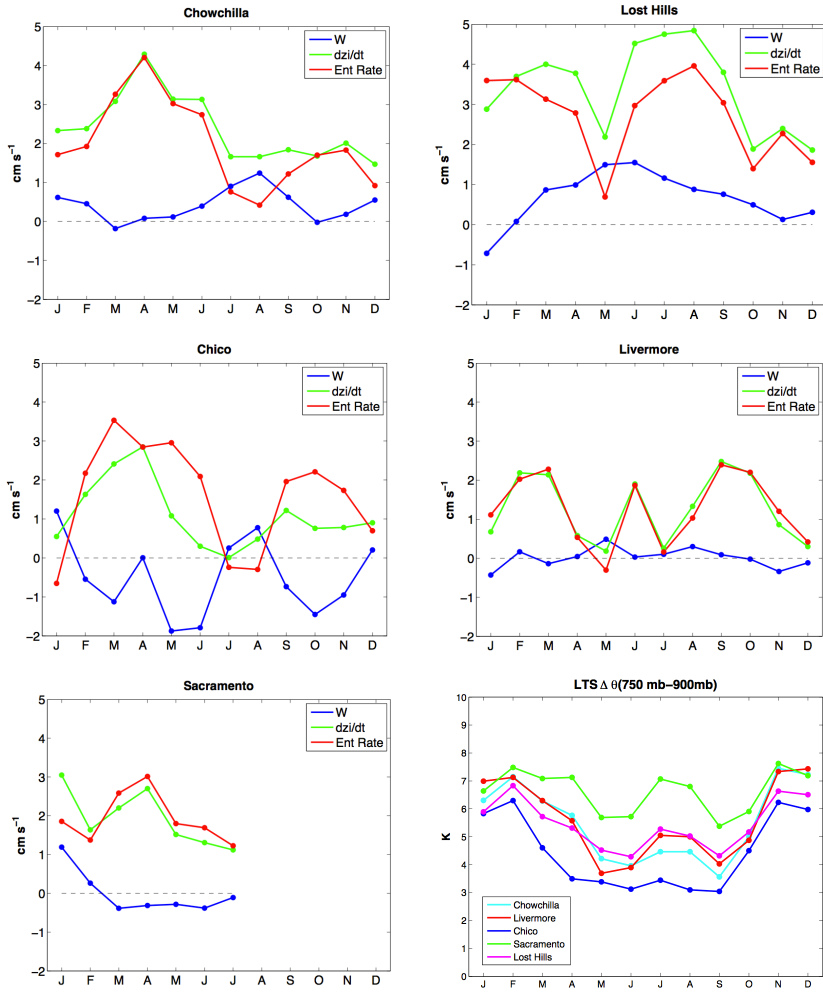 Chowchilla
W
dzi/dt
Ent Rate
5
4
3
2
1
0
−1
−2
cm s⁻¹
J F M A M J J A S O N D
Lost Hills
W
dzi/dt
Ent Rate
5
4
3
2
1
0
−1
−2
cm s⁻¹
J F M A M J J A S O N D
Chico
W
dzi/dt
Ent Rate
5
4
3
2
1
0
−1
−2
cm s⁻¹
J F M A M J J A S O N D
Livermore
W
dzi/dt
Ent Rate
5
4
3
2
1
0
−1
−2
cm s⁻¹
J F M A M J J A S O N D
Sacramento
W
dzi/dt
Ent Rate
5
4
3
2
1
0
−1
−2
cm s⁻¹
J F M A M J J A S O N D
LTS Δ θ(750 mb−900mb)
10
9
8
7
6
5
4
3
2
1
0
K
Chowchilla
Livermore
Chico
Sacramento
Lost Hills
J F M A M J J A S O N D